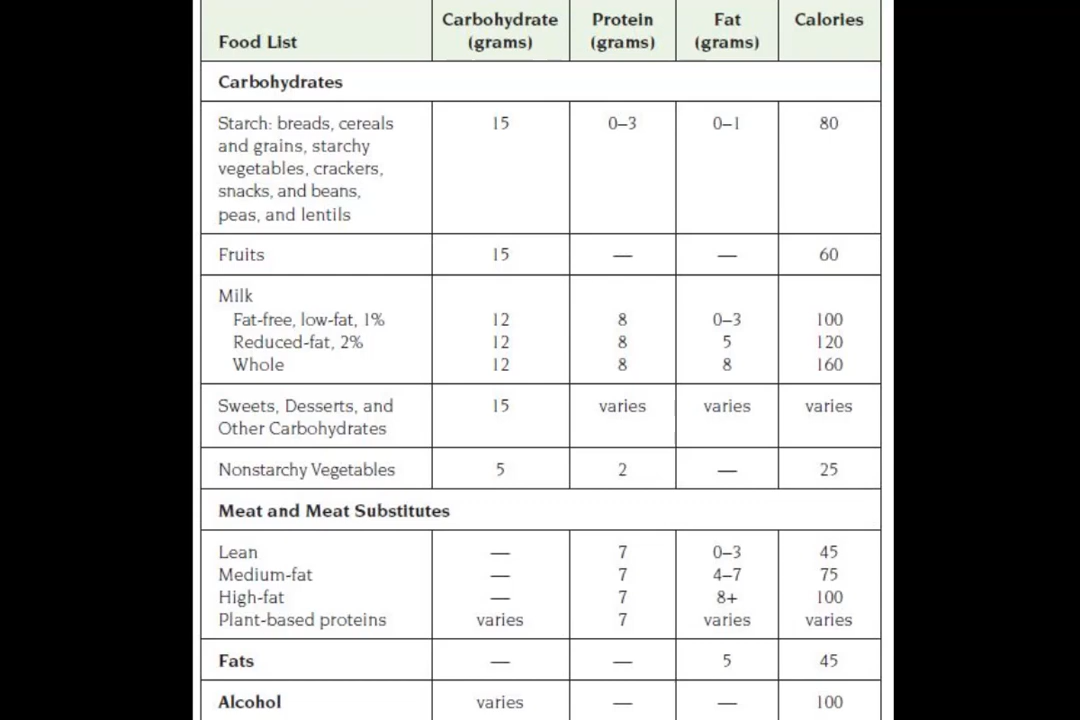 Food List Carbohydrate (grams) Protein (grams) Fat (grams) Calories
Carbohydrates
Starch: breads, cereals 15 0–3 0–1 80
and grains, starchy
vegetables, crackers,
snacks, and beans,
peas, and lentils
Fruits 15 — — 60
Milk
Fat-free, low-fat, 1% 12 8 0–3 100
Reduced-fat, 2% 12 8 5 120
Whole 12 8 8 160
Sweets, Desserts, and 15 varies varies varies
Other Carbohydrates
Nonstarchy Vegetables 5 2 — 25
Meat and Meat Substitutes
Lean — 7 0–3 45
Medium-fat — 7 4–7 75
High-fat — 7 8+ 100
Plant-based proteins varies 7 varies varies
Fats — — 5 45
Alcohol varies — — 100